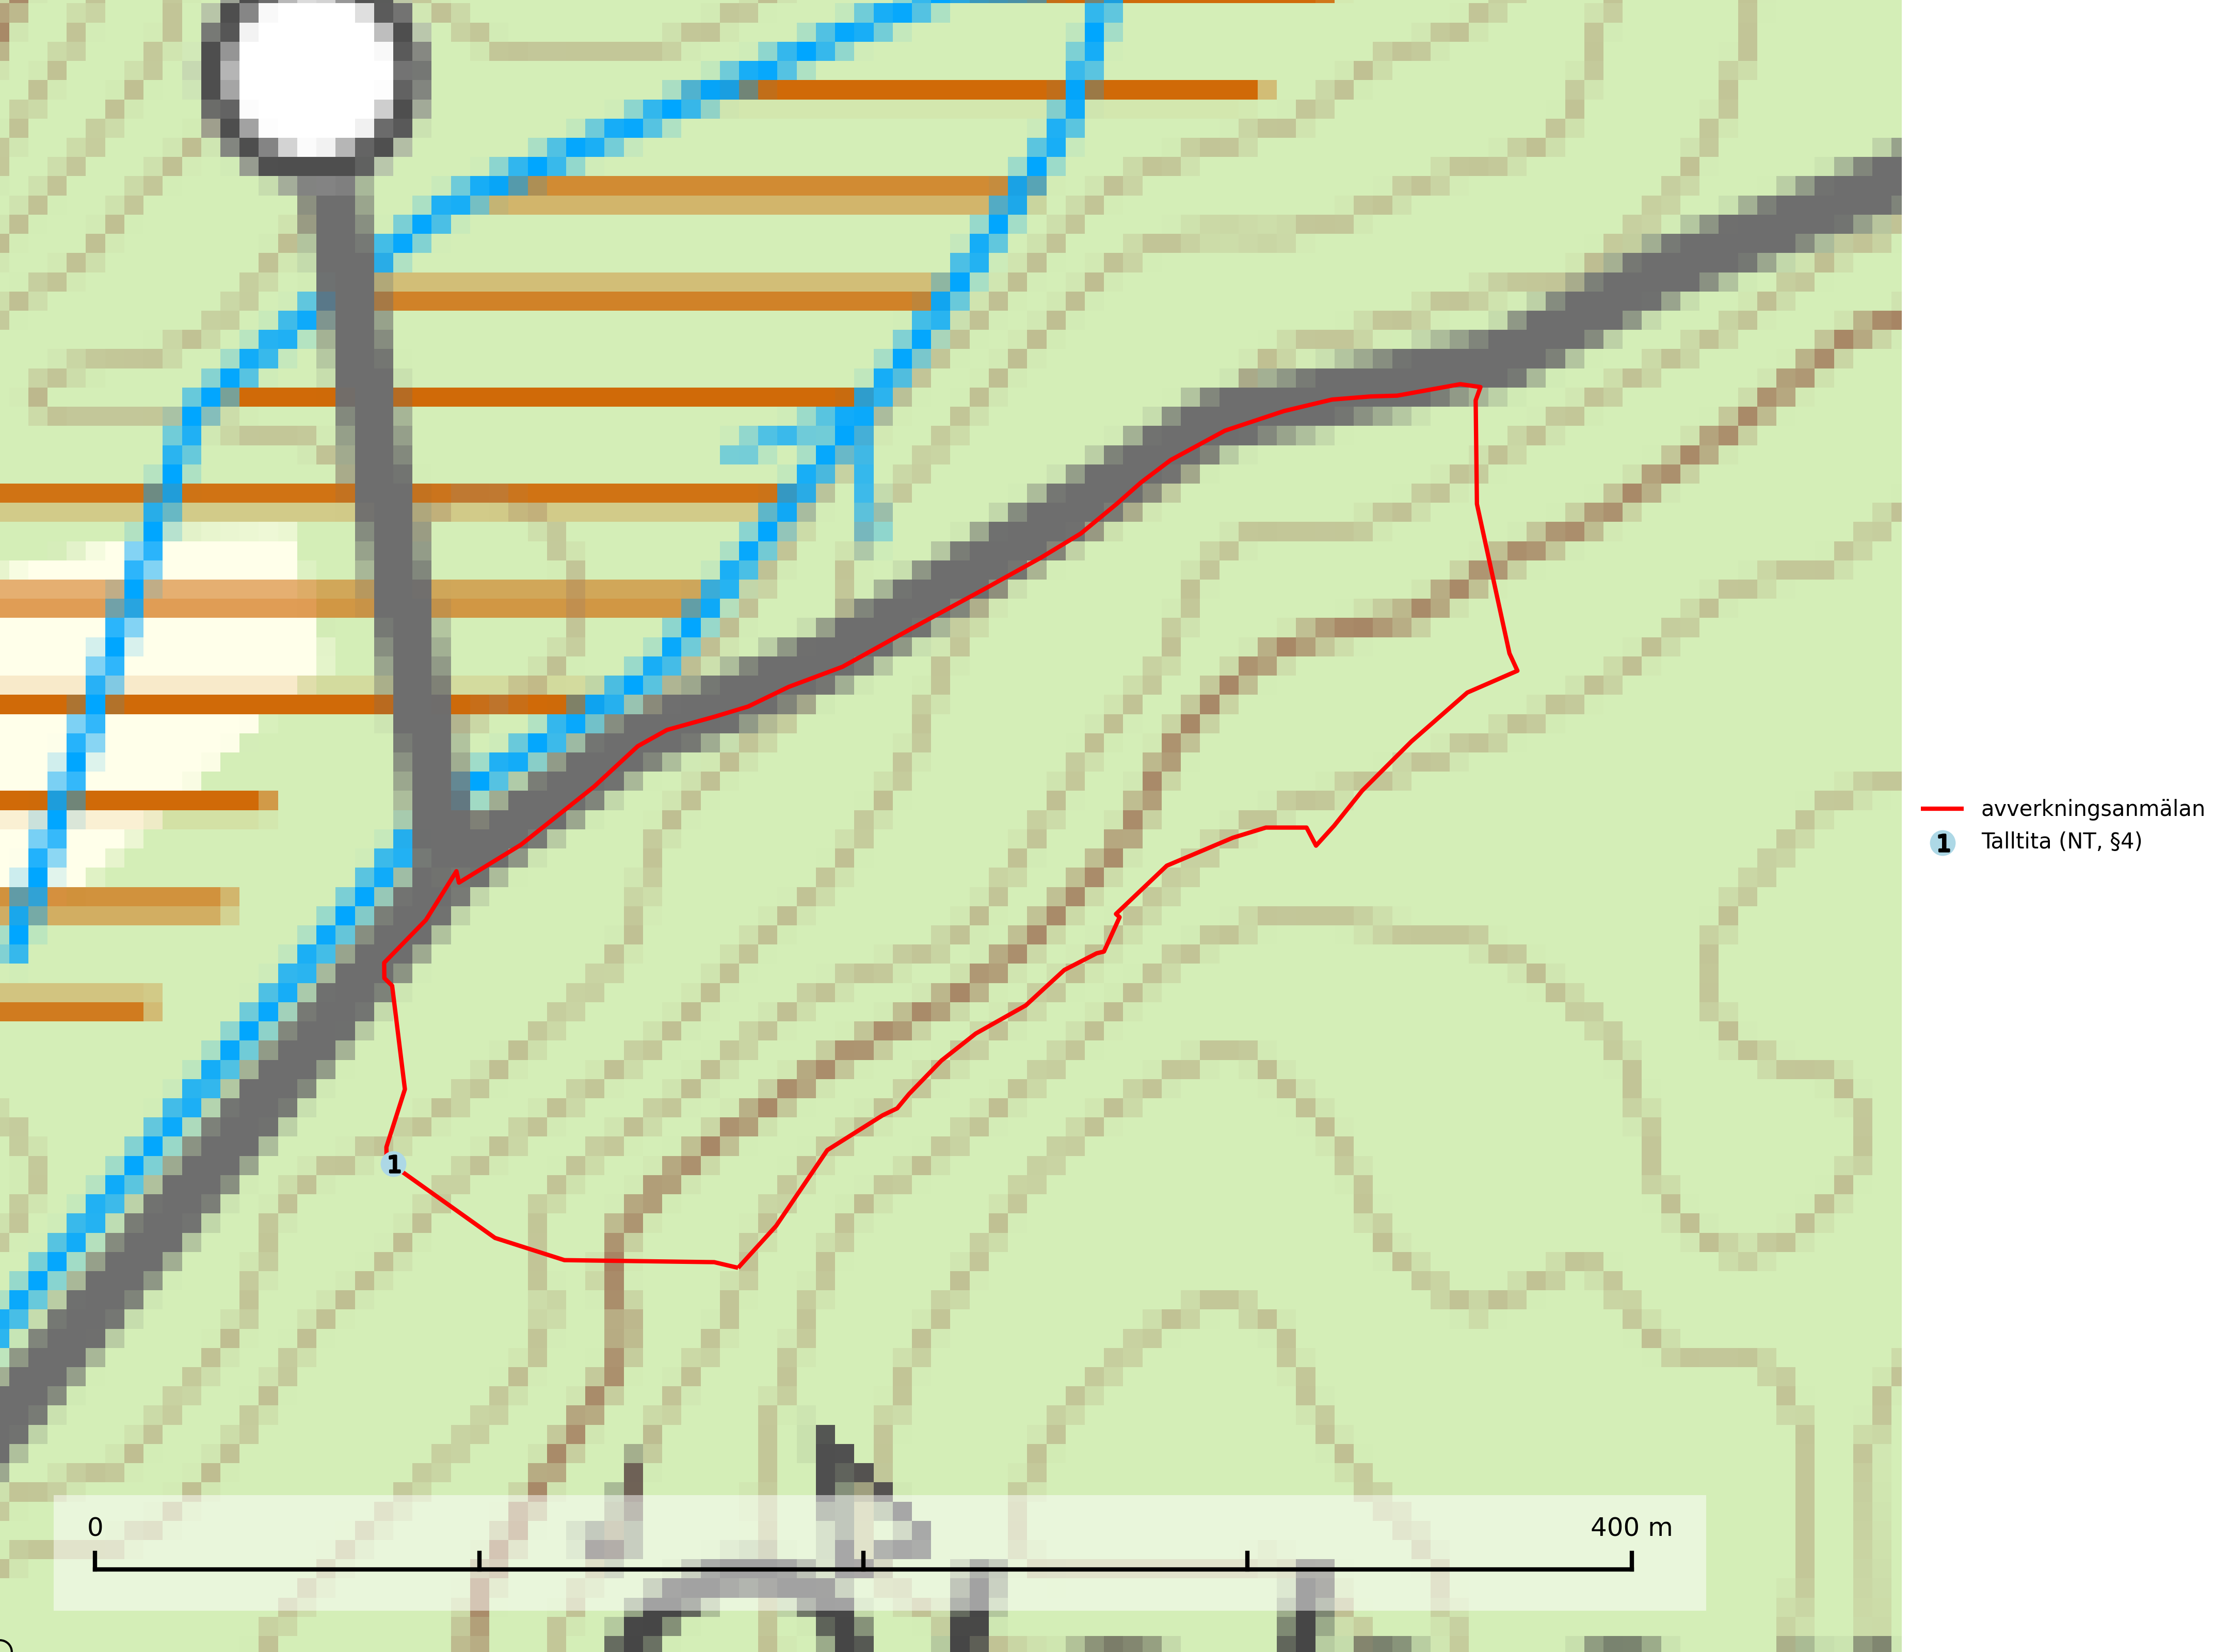 avverkningsanmälan
1 Talltita (NT, §4)
1
0 400 m